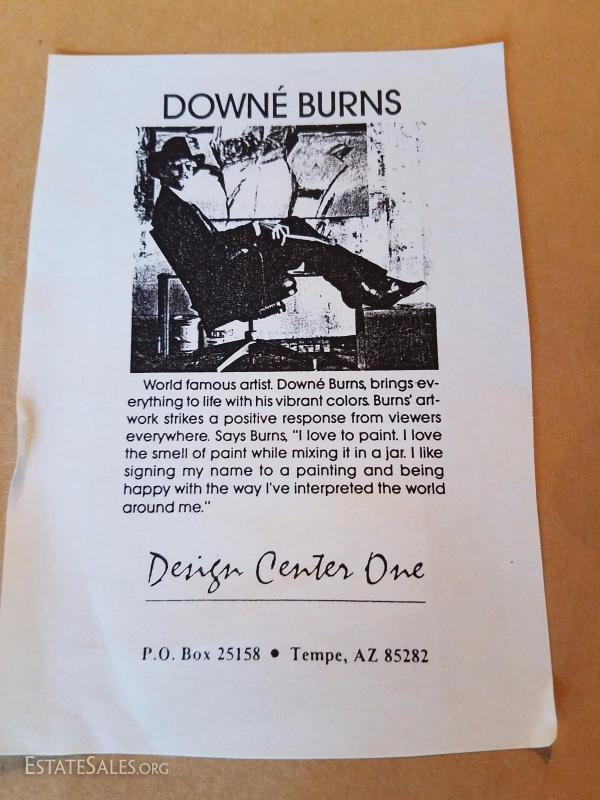 DOWNÉ BURNS
World famous artist. Downé Burns, brings ev-
erything to life with his vibrant colors. Burns' art-
work strikes a positive response from viewers
everywhere. Says Burns, "I love to paint. I love
the smell of paint while mixing it in a jar. I like
signing my name to a painting and being
happy with the way I've interpreted the world
around me."
Design Center One
P.O. Box 25158 • Tempe, AZ 85282
ESTATESALES.ORG